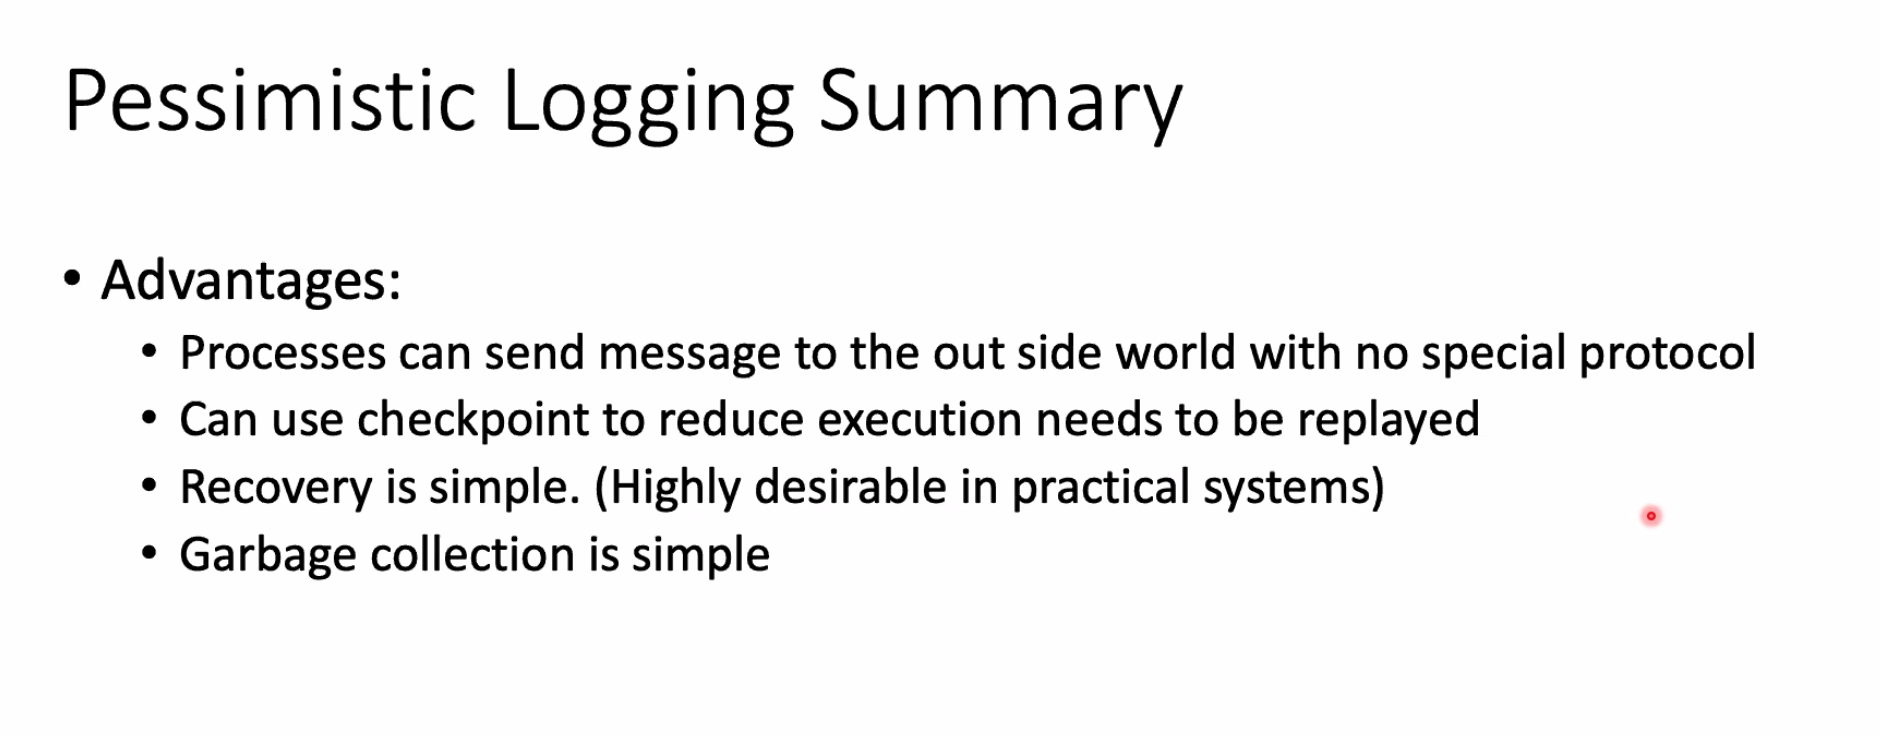 Pessimistic Logging Summary
• Advantages:
• Processes can send message to the out side world with no special protocol
• Can use checkpoint to reduce execution needs to be replayed
• Recovery is simple. (Highly desirable in practical systems)
• Garbage collection is simple